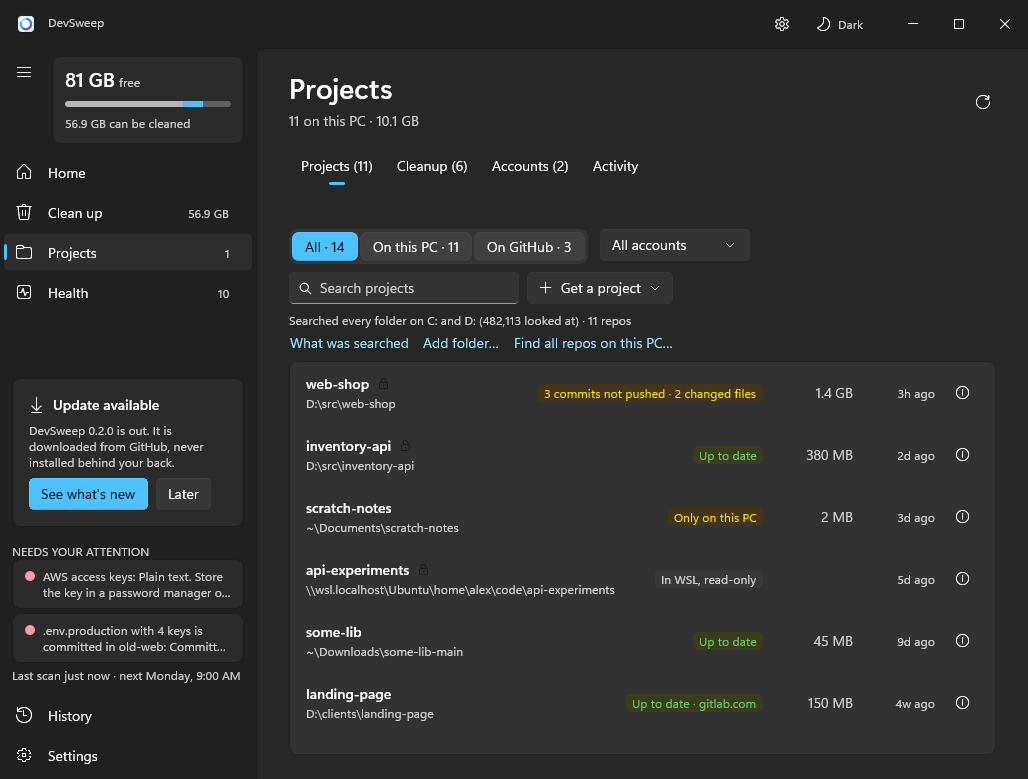 DevSweep
Dark
81 GB free
56.9 GB can be cleaned
Home
Clean up 56.9 GB
Projects 1
Health 10
Update available
DevSweep 0.2.0 is out. It is
downloaded from GitHub, never
installed behind your back.
See what's new
Later
NEEDS YOUR ATTENTION
AWS access keys: Plain text. Store
the key in a password manager o...
.env.production with 4 keys is
committed in old-web: Committ...
Last scan just now · next Monday, 9:00 AM
History
Settings
Projects
11 on this PC · 10.1 GB
Projects (11) Cleanup (6) Accounts (2) Activity
All · 14 On this PC · 11 On GitHub · 3 All accounts
Search projects Get a project
Searched every folder on C: and D: (482,113 looked at) · 11 repos
What was searched Add folder... Find all repos on this PC...
web-shop
D:\src\web-shop
3 commits not pushed · 2 changed files 1.4 GB 3h ago
inventory-api
D:\src\inventory-api
Up to date 380 MB 2d ago
scratch-notes
~\Documents\scratch-notes
Only on this PC 2 MB 3d ago
api-experiments
\\wsl.localhost\Ubuntu\home\alex\code\api-experiments
In WSL, read-only 5d ago
some-lib
~\Downloads\some-lib-main
Up to date 45 MB 9d ago
landing-page
D:\clients\landing-page
Up to date · gitlab.com 150 MB 4w ago